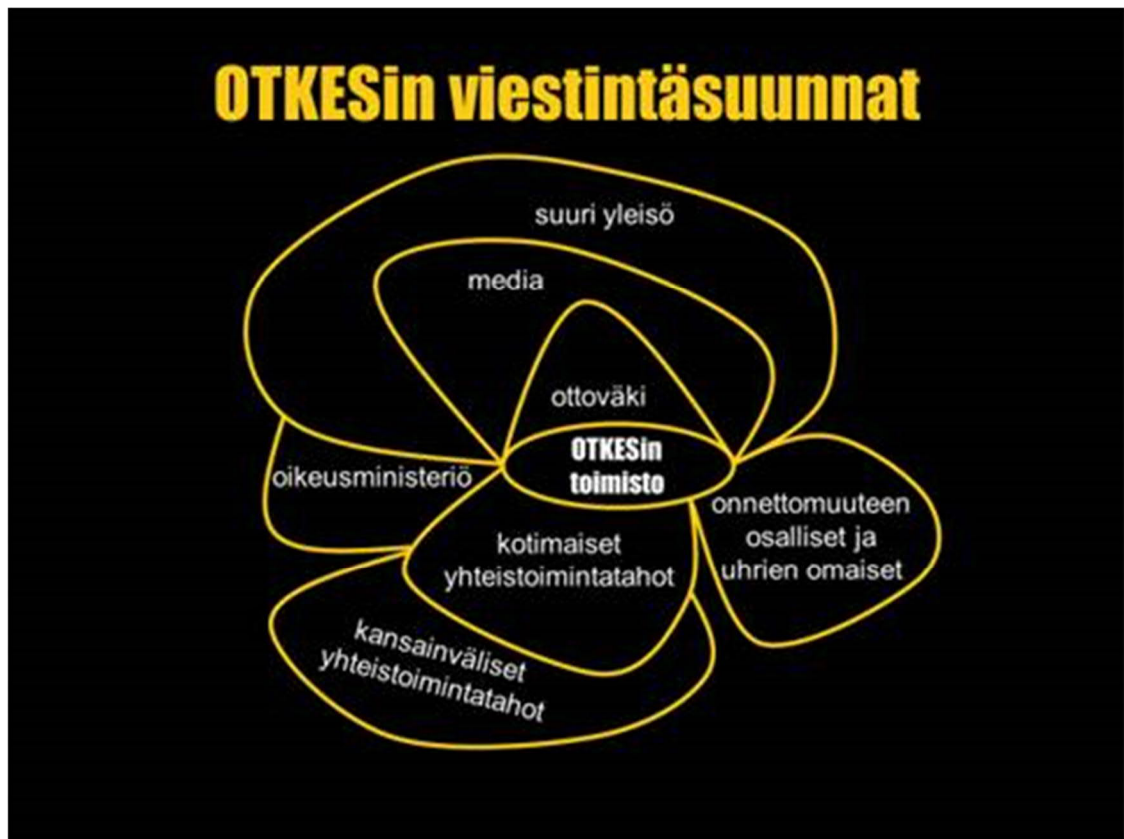 OTKESin viestintäsuunnat
suuri yleisö
media
ottoväki
OTKESin
toimisto
oikeusministeriö
onnettomuuteen
osalliset ja
uhrien omaiset
kotimaiset
yhteistoimintatahot
kansainväliset
yhteistoimintatahot